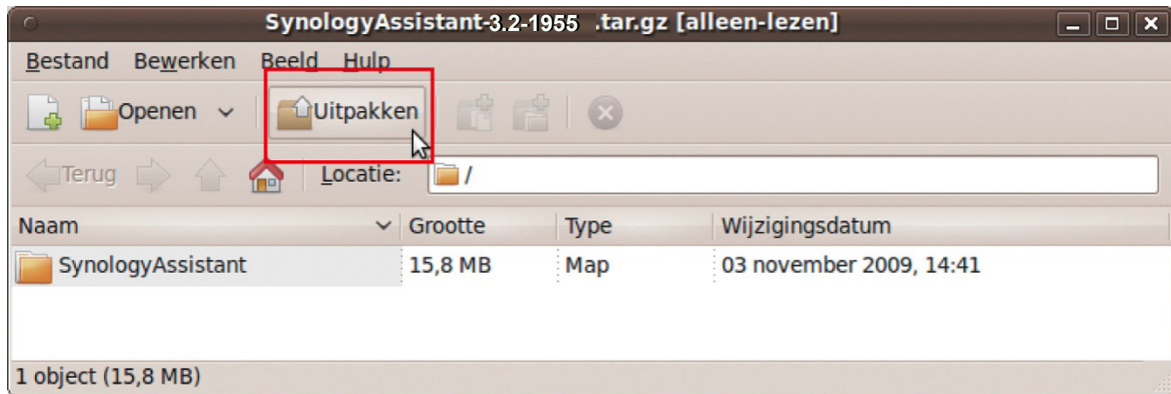 SynologyAssistant-3.2-1955 .tar.gz [alleen-lezen]
Bestand Bewerken Beeld Hulp
Openen Uitpakken
Terug Locatie: /
Naam Grootte Type Wijzigingsdatum
SynologyAssistant 15,8 MB Map 03 november 2009, 14:41
1 object (15,8 MB)